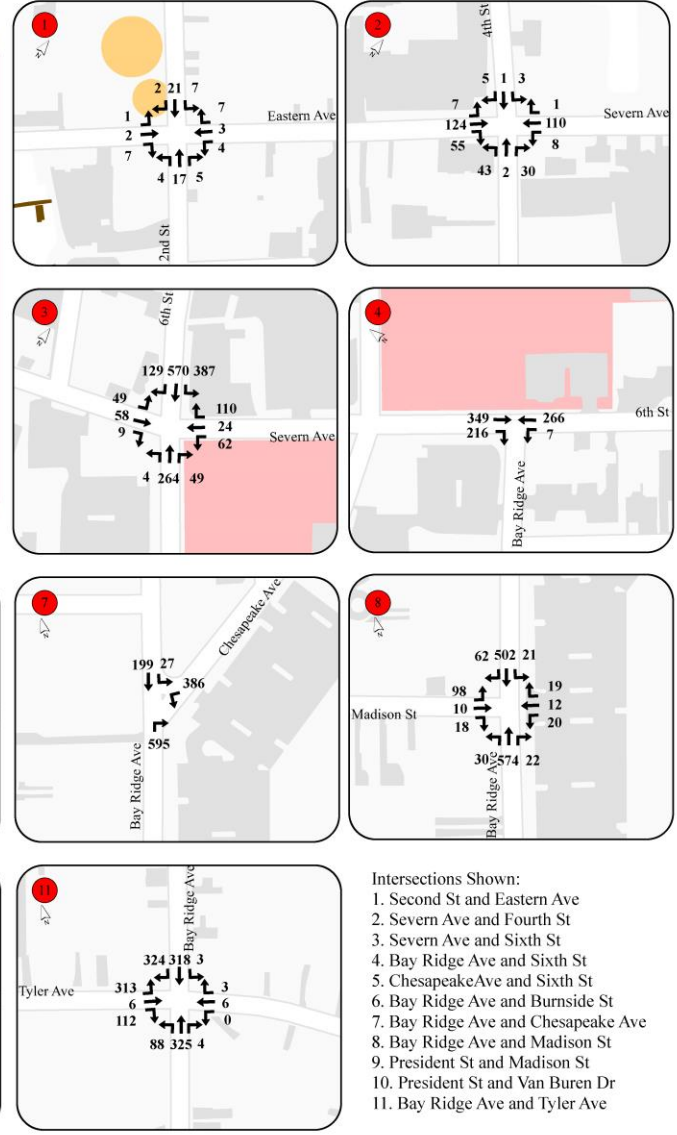 1
2 21 7
1
7
Eastern Ave
2
3
7
4
4 17 5
2nd St
2
4th St
5 1 3
7
1
124
110
Severn Ave
55
8
43 2 30
3
6th St
129 570 387
49
110
58
24
9
62
Severn Ave
4 264 49
4
349
266
6th St
216
7
Bay Ridge Ave
7
Chesapeake Ave
199 27
386
595
Bay Ridge Ave
8
62 502 21
98
19
10
12
Madison St
18
20
30 574 22
Bay Ridge Ave
11
Bay Ridge Ave
324 318 3
313
3
Tyler Ave
6
6
112
0
88 325 4
Intersections Shown:
1. Second St and Eastern Ave
2. Severn Ave and Fourth St
3. Severn Ave and Sixth St
4. Bay Ridge Ave and Sixth St
5. ChesapeakeAve and Sixth St
6. Bay Ridge Ave and Burnside St
7. Bay Ridge Ave and Chesapeake Ave
8. Bay Ridge Ave and Madison St
9. President St and Madison St
10. President St and Van Buren Dr
11. Bay Ridge Ave and Tyler Ave